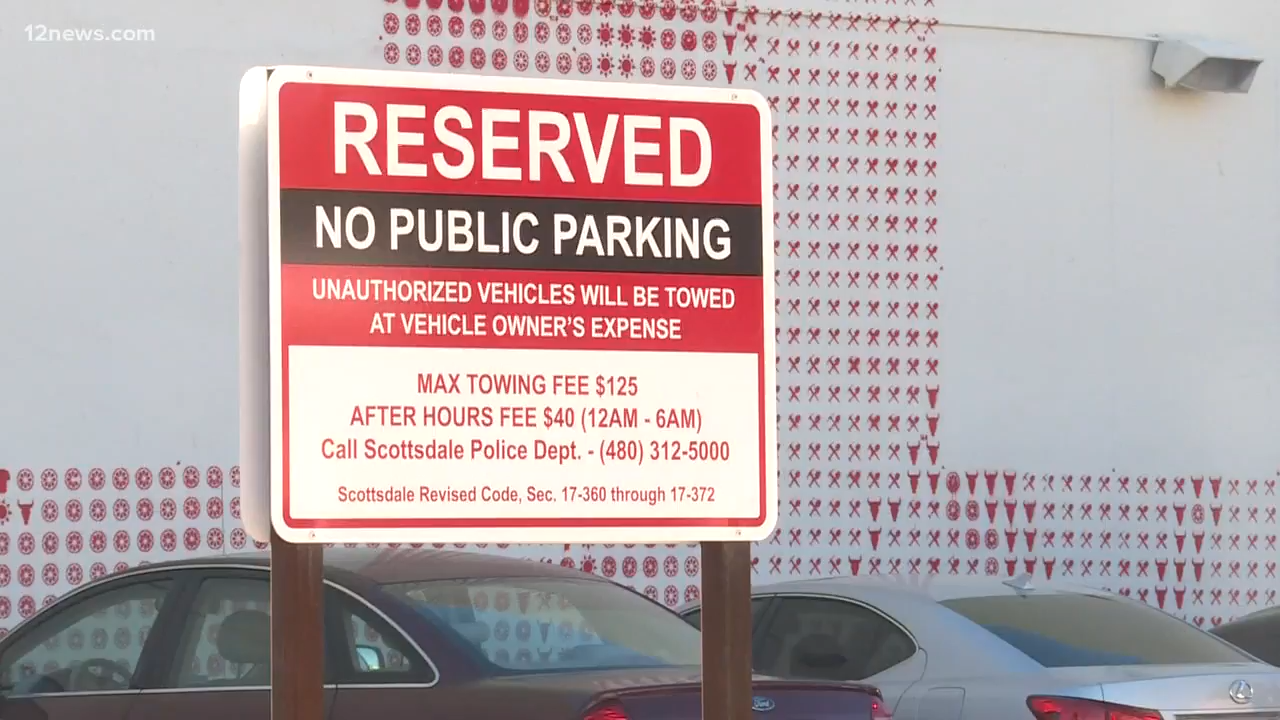 12news.com
RESERVED
NO PUBLIC PARKING
UNAUTHORIZED VEHICLES WILL BE TOWED
AT VEHICLE OWNER'S EXPENSE
MAX TOWING FEE $125
AFTER HOURS FEE $40 (12AM - 6AM)
Call Scottsdale Police Dept. - (480) 312-5000
Scottsdale Revised Code, Sec. 17-360 through 17-372
Ford